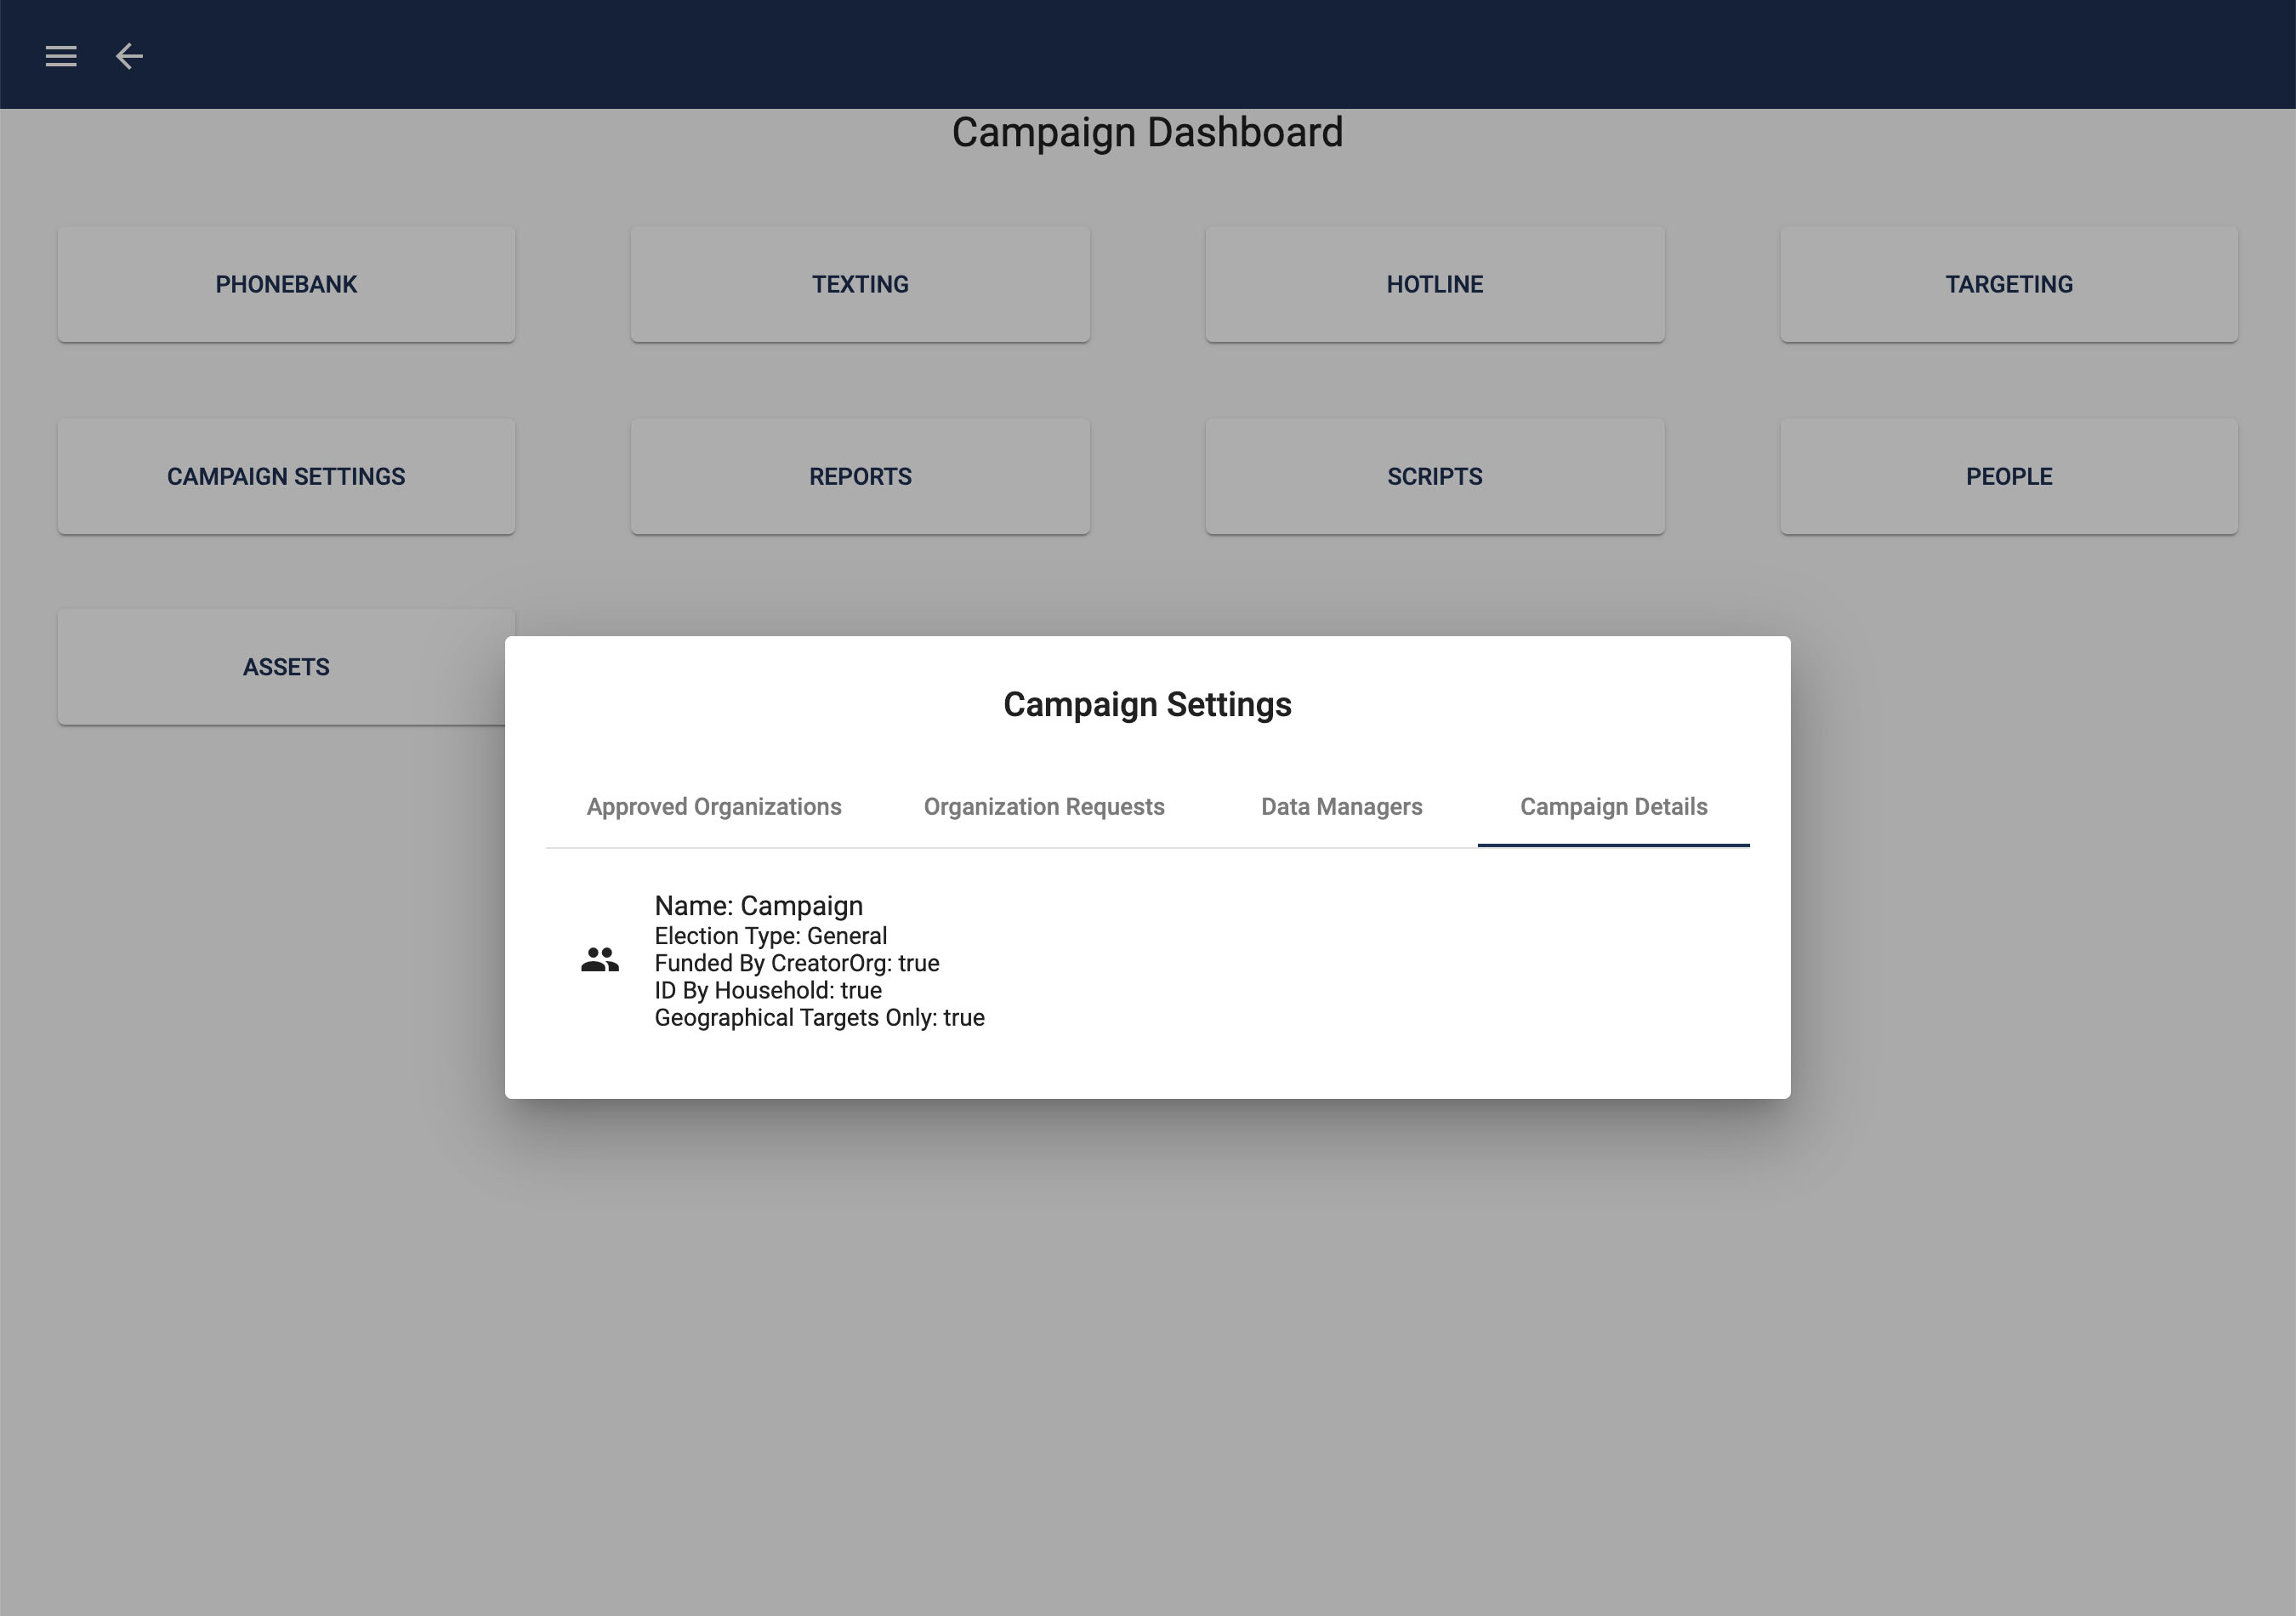 Campaign Dashboard
PHONEBANK
TEXTING
HOTLINE
TARGETING
CAMPAIGN SETTINGS
REPORTS
SCRIPTS
PEOPLE
ASSETS
Campaign Settings
Approved Organizations
Organization Requests
Data Managers
Campaign Details
Name: Campaign
Election Type: General
Funded By CreatorOrg: true
ID By Household: true
Geographical Targets Only: true